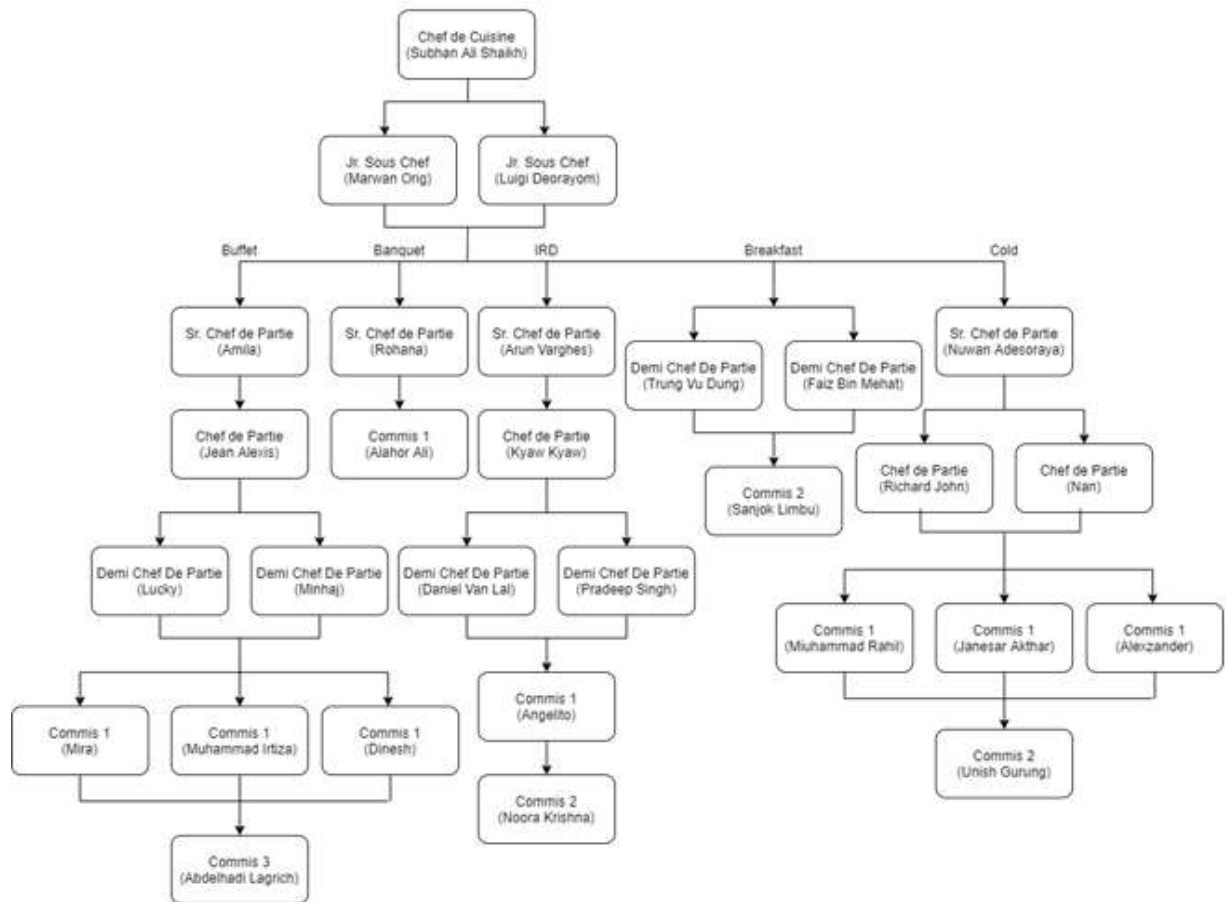 Chef de Cuisine
(Subhan Ali Shaikh)
Jr. Sous Chef
(Marwan Orig)
Jr. Sous Chef
(Luigi Deorayom)
Buffet
Banquet
IRD
Breakfast
Cold
Sr. Chef de Partie
(Amila)
Sr. Chef de Partie
(Rohana)
Sr. Chef de Partie
(Arun Varghes)
Demi Chef De Partie
(Trung Vu Dung)
Demi Chef De Partie
(Faiz Bin Mehat)
Sr. Chef de Partie
(Nuwan Adesoraya)
Chef de Partie
(Jean Alexis)
Commis 1
(Alahor Ali)
Chef de Partie
(Kyaw Kyaw)
Commis 2
(Sanjok Limbu)
Chef de Partie
(Richard John)
Chef de Partie
(Nan)
Demi Chef De Partie
(Lucky)
Demi Chef De Partie
(Minhaj)
Demi Chef De Partie
(Daniel Van Lal)
Demi Chef De Partie
(Pradeep Singh)
Commis 1
(Miuhammad Rahil)
Commis 1
(Janesar Akthar)
Commis 1
(Alexzander)
Commis 1
(Mira)
Commis 1
(Muhammad Irtiza)
Commis 1
(Dinesh)
Commis 1
(Angelito)
Commis 2
(Unish Gurung)
Commis 2
(Noora Krishna)
Commis 3
(Abdelhadi Lagrich)